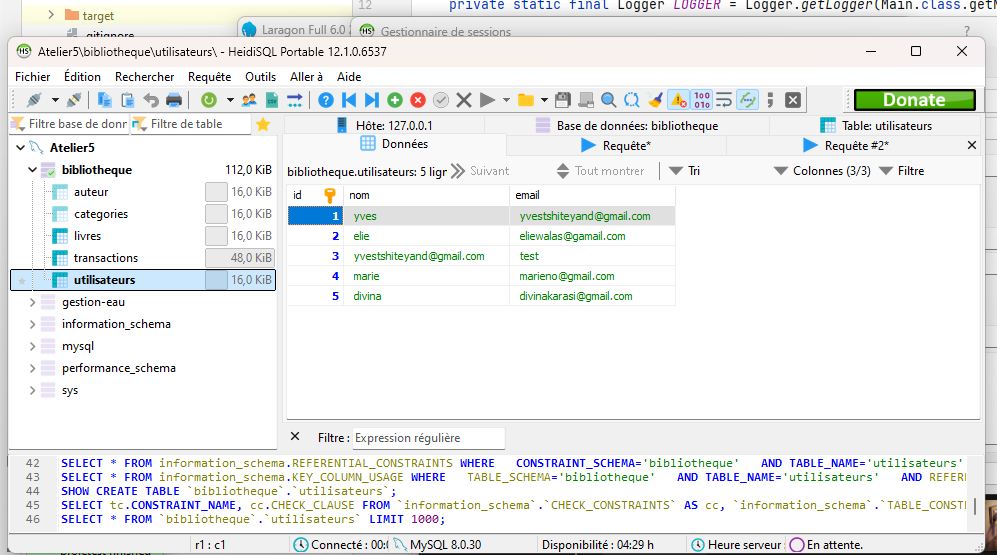 target
.gitignore
12 private static final Logger LOGGER = Logger.getLogger(Main.class.getN
Laragon Full 6.0
Gestionnaire de sessions
?
Atelier5\bibliotheque\utilisateurs\ - HeidiSQL Portable 12.1.0.6537
Fichier Édition Rechercher Requête Outils Aller à Aide
Donate
Filtre base de donr Filtre de table
Hôte: 127.0.0.1 Base de données: bibliotheque Table: utilisateurs
Données Requête* Requête #2*
Atelier5
bibliotheque 112,0 KiB
auteur 16,0 KiB
categories 16,0 KiB
livres 16,0 KiB
transactions 48,0 KiB
utilisateurs 16,0 KiB
gestion-eau
information_schema
mysql
performance_schema
sys
bibliotheque.utilisateurs: 5 lign Suivant Tout montrer Tri Colonnes (3/3) Filtre
id nom email
1 yves yvestshiteyand@gmail.com
2 elie eliewalas@gamail.com
3 yvestshiteyand@gmail.com test
4 marie marieno@gmail.com
5 divina divinakarasi@gmail.com
Filtre : Expression régulière
42 SELECT * FROM information_schema.REFERENTIAL_CONSTRAINTS WHERE CONSTRAINT_SCHEMA='bibliotheque' AND TABLE_NAME='utilisateurs'
43 SELECT * FROM information_schema.KEY_COLUMN_USAGE WHERE TABLE_SCHEMA='bibliotheque' AND TABLE_NAME='utilisateurs' AND REFERE
44 SHOW CREATE TABLE `bibliotheque`.`utilisateurs`;
45 SELECT tc.CONSTRAINT_NAME, cc.CHECK_CLAUSE FROM `information_schema`.`CHECK_CONSTRAINTS` AS cc, `information_schema`.`TABLE_CONST
46 SELECT * FROM `bibliotheque`.`utilisateurs` LIMIT 1000;
r1 : c1 Connecté : 00:0 MySQL 8.0.30 Disponibilité : 04:29 h Heure serveur : En attente.